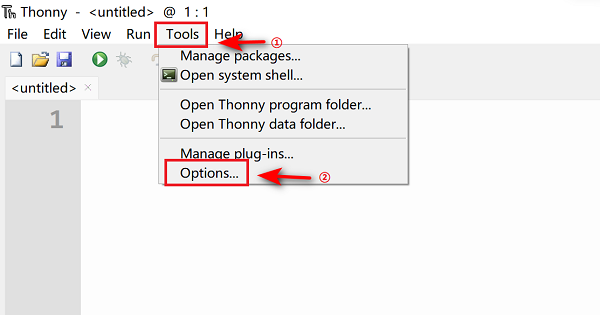 Thonny - <untitled> @ 1 : 1
File Edit View Run Tools Help
①
Manage packages...
Open system shell...
<untitled> ×
Open Thonny program folder...
1
Open Thonny data folder...
Manage plug-ins...
Options...
②